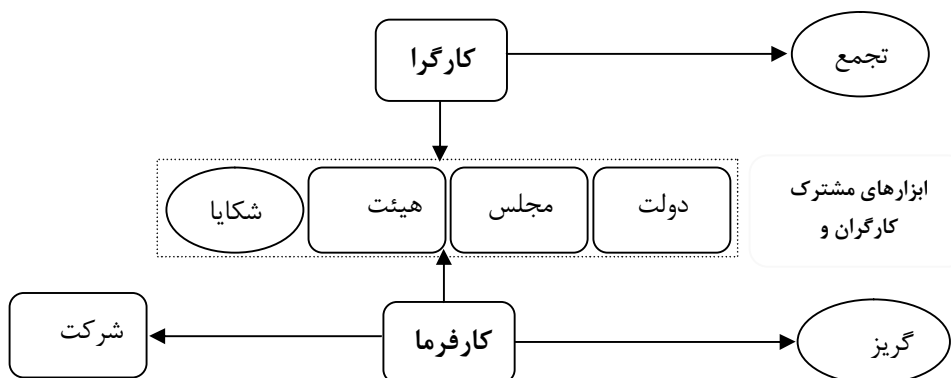 کارگرا
تجمع
ابزارهای مشترک
کارگران و
دولت
مجلس
هیئت
شکایا
گریز
کارفرما
شرکت